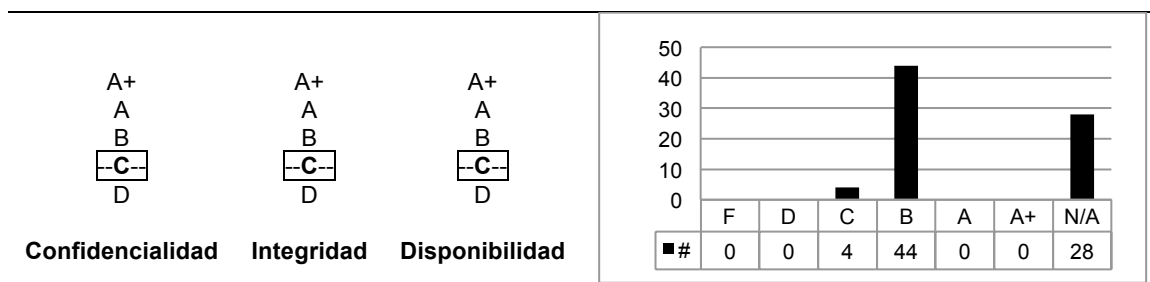 A+ A+ A+
A A A
B B B
--C-- --C-- --C--
D D D
Confidencialidad Integridad Disponibilidad
50
40
30
20
10
0
F D C B A A+ N/A
# 0 0 4 44 0 0 28